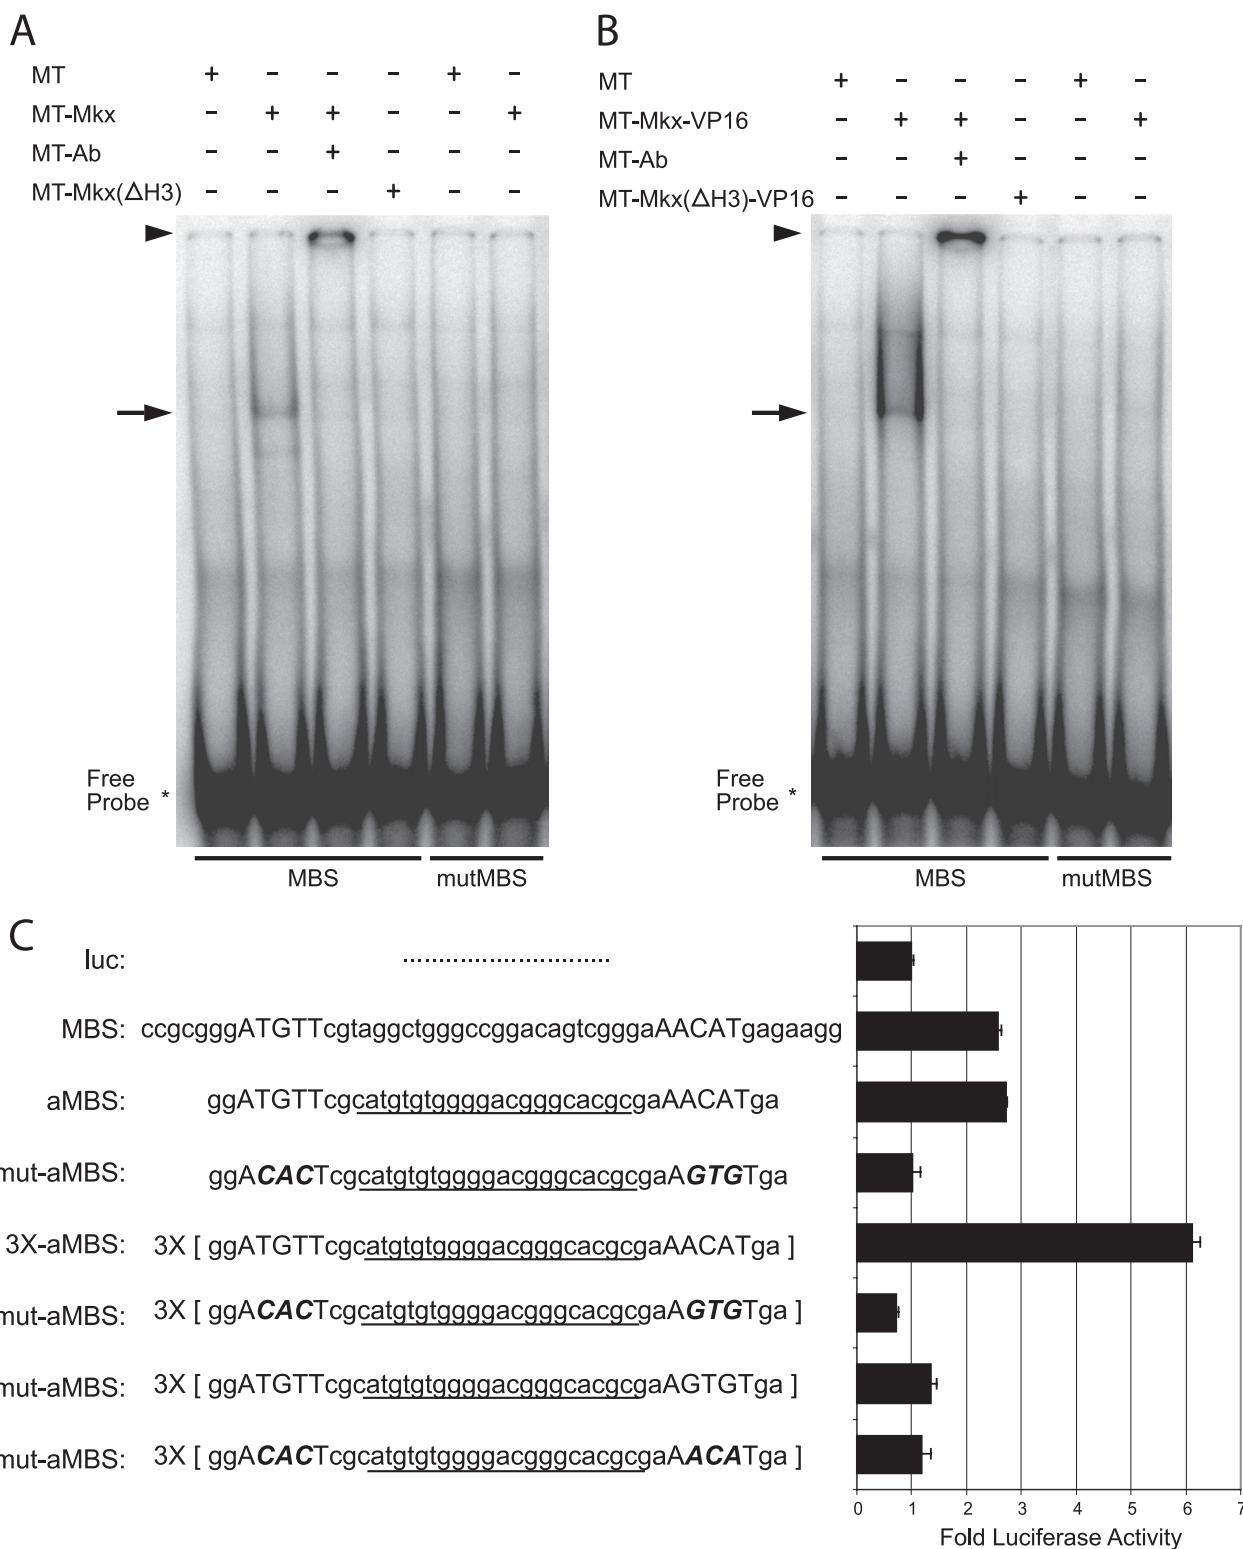 A
MT + - - - + -
MT-Mkx - + + - - +
MT-Ab - - + - - -
MT-Mkx(ΔH3) - - - + - -
Free
Probe *
MBS mutMBS
B
MT + - - - + -
MT-Mkx-VP16 - + + - - +
MT-Ab - - + - - -
MT-Mkx(ΔH3)-VP16 - - - + - -
Free
Probe *
MBS mutMBS
C
luc:
MBS: ccgcgggATGTTcgtaggctgggccggacagtcgggaAACATgagaagg
aMBS: ggATGTTcgcatgtgtggggacgggcacgcgaAACATga
mut-aMBS: ggACACTcgcatgtgtggggacgggcacgcgaAGTGTga
3X-aMBS: 3X [ ggATGTTcgcatgtgtggggacgggcacgcgaAACATga ]
mut-aMBS: 3X [ ggACACTcgcatgtgtggggacgggcacgcgaAGTGTga ]
mut-aMBS: 3X [ ggATGTTcgcatgtgtggggacgggcacgcgaAGTGTga ]
mut-aMBS: 3X [ ggACACTcgcatgtgtggggacgggcacgcgaAACATga ]
0 1 2 3 4 5 6 7
Fold Luciferase Activity